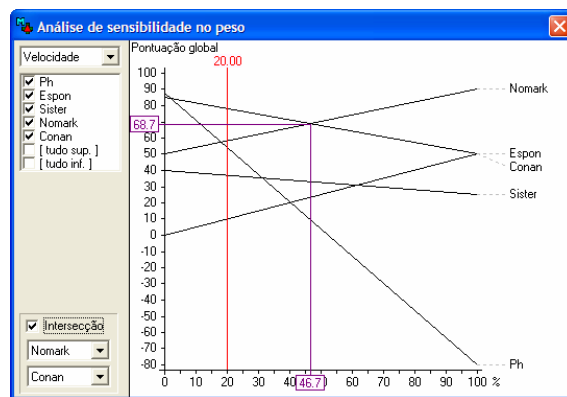 Análise de sensibilidade no peso
Velocidade
Ph
Espon
Sister
Nomark
Conan
[ tudo sup. ]
[ tudo inf. ]
Intersecção
Nomark
Conan
Pontuação global
20.00
100
90
80
68.7
50
40
30
20
10
0
-10
-20
-30
-40
-50
-60
-70
-80
0 10 20 30 40 46.7 60 70 80 90 100 %
Nomark
Espon
Conan
Sister
Ph